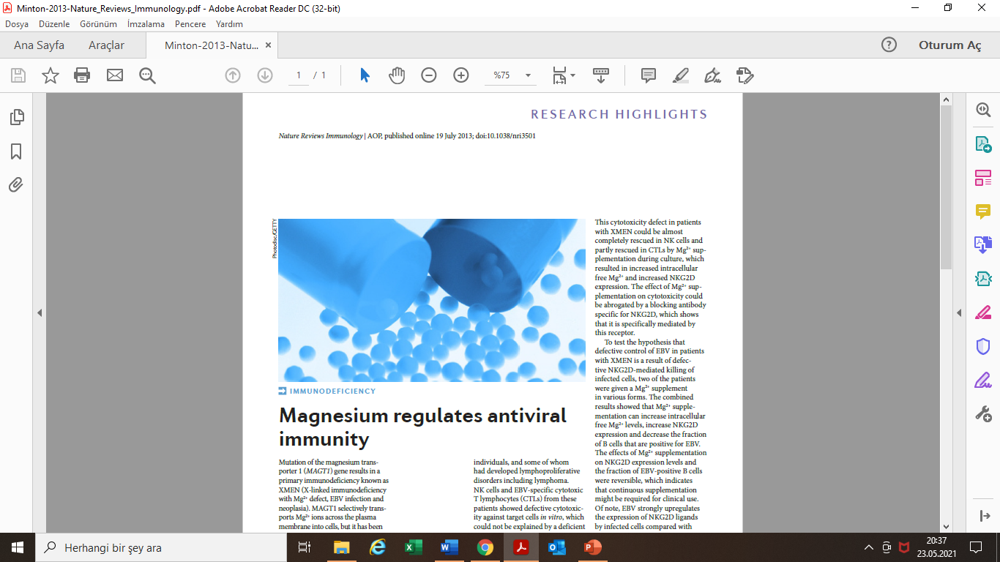 Minton-2013-Nature_Reviews_Immunology.pdf - Adobe Acrobat Reader DC (32-bit)
Dosya Düzenle Görünüm İmzalama Pencere Yardım
Ana Sayfa Araçlar Minton-2013-Natu... × Oturum Aç
1 / 1 %75
RESEARCH HIGHLIGHTS
Nature Reviews Immunology | AOP, published online 19 July 2013; doi:10.1038/nri3501
Photodisc/GETTY
IMMUNODEFICIENCY
Magnesium regulates antiviral
immunity
Mutation of the magnesium trans-
porter 1 (MAGT1) gene results in a
primary immunodeficiency known as
XMEN (X-linked immunodeficiency
with Mg²⁺ defect, EBV infection and
neoplasia). MAGT1 selectively trans-
ports Mg²⁺ ions across the plasma
membrane into cells, but it has been
individuals, and some of whom
had developed lymphoproliferative
disorders including lymphoma.
NK cells and EBV-specific cytotoxic
T lymphocytes (CTLs) from these
patients showed defective cytotoxic-
ity against target cells in vitro, which
could not be explained by a deficient
This cytotoxicity defect in patients
with XMEN could be almost
completely rescued in NK cells and
partly rescued in CTLs by Mg²⁺ sup-
plementation during culture, which
resulted in increased intracellular
free Mg²⁺ and increased NKG2D
expression. The effect of Mg²⁺ sup-
plementation on cytotoxicity could
be abrogated by a blocking antibody
specific for NKG2D, which shows
that it is specifically mediated by
this receptor.
To test the hypothesis that
defective control of EBV in patients
with XMEN is a result of defec-
tive NKG2D-mediated killing of
infected cells, two of the patients
were given a Mg²⁺ supplement
in various forms. The combined
results showed that Mg²⁺ supple-
mentation can increase intracellular
free Mg²⁺ levels, increase NKG2D
expression and decrease the fraction
of B cells that are positive for EBV.
The effects of Mg²⁺ supplementation
on NKG2D expression levels and
the fraction of EBV-positive B cells
were reversible, which indicates
that continuous supplementation
might be required for clinical use.
Of note, EBV strongly upregulates
the expression of NKG2D ligands
by infected cells compared with
Herhangi bir şey ara
20:37
23.05.2021